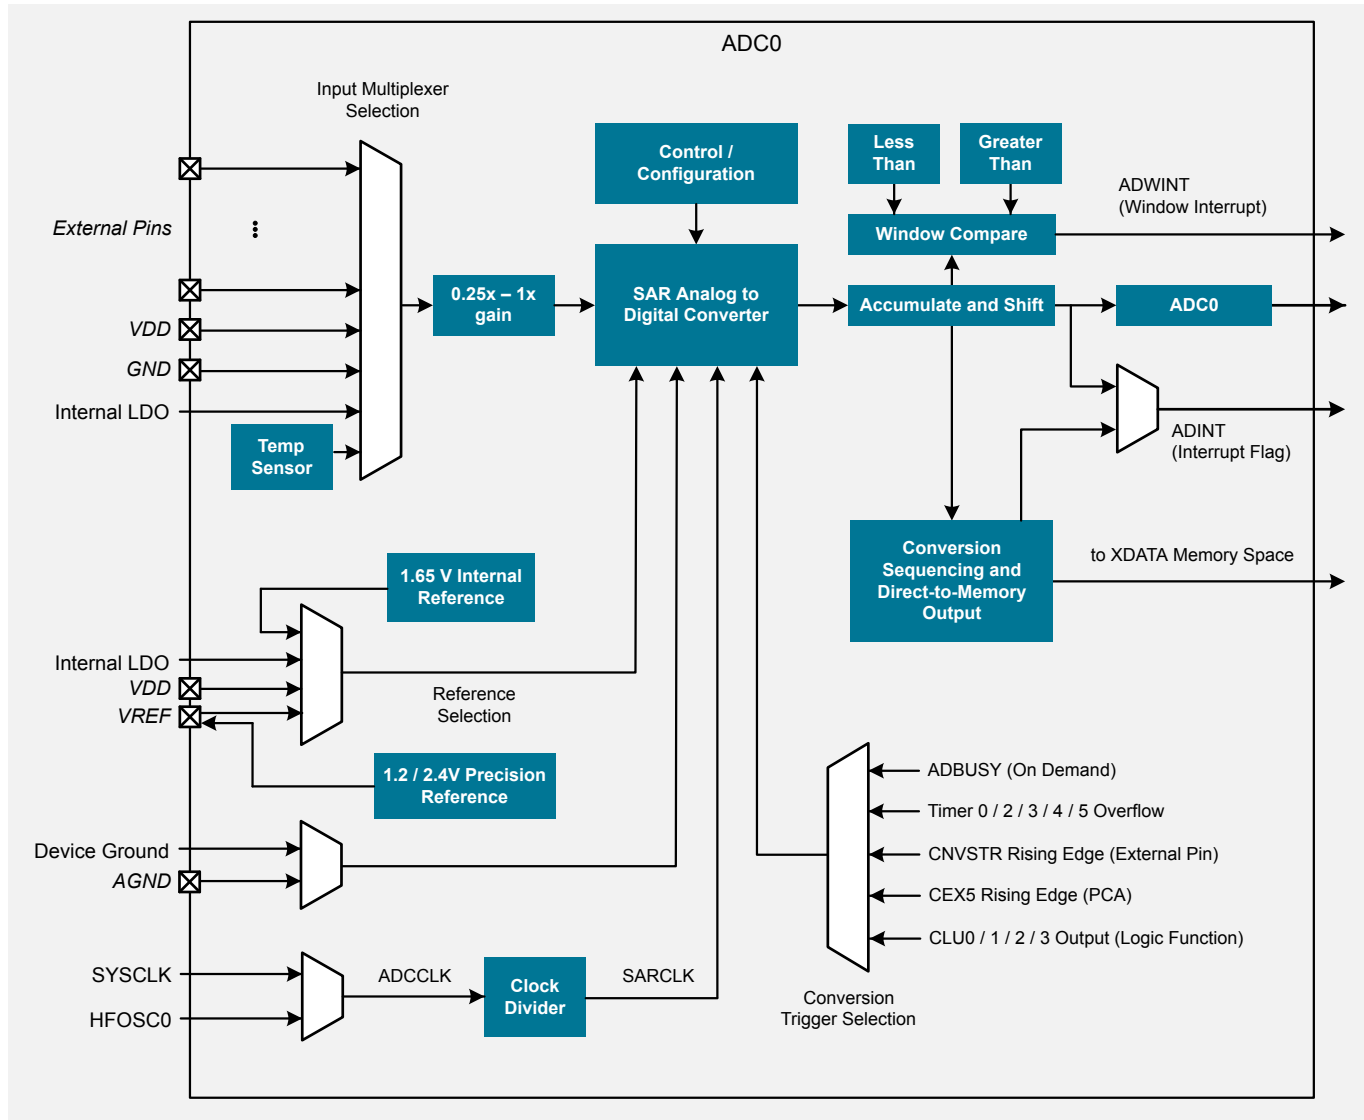 ADC0
Input Multiplexer
Selection
Control /
Configuration
Less
Than
Greater
Than
ADWINT
(Window Interrupt)
External Pins
Window Compare
0.25x – 1x
gain
SAR Analog to
Digital Converter
Accumulate and Shift
ADC0
VDD
GND
Internal LDO
Temp
Sensor
ADINT
(Interrupt Flag)
Conversion
Sequencing and
Direct-to-Memory
Output
to XDATA Memory Space
1.65 V Internal
Reference
Internal LDO
VDD
VREF
Reference
Selection
1.2 / 2.4V Precision
Reference
ADBUSY (On Demand)
Timer 0 / 2 / 3 / 4 / 5 Overflow
CNVSTR Rising Edge (External Pin)
CEX5 Rising Edge (PCA)
CLU0 / 1 / 2 / 3 Output (Logic Function)
Device Ground
AGND
SYSCLK
HFOSC0
ADCCLK
Clock
Divider
SARCLK
Conversion
Trigger Selection